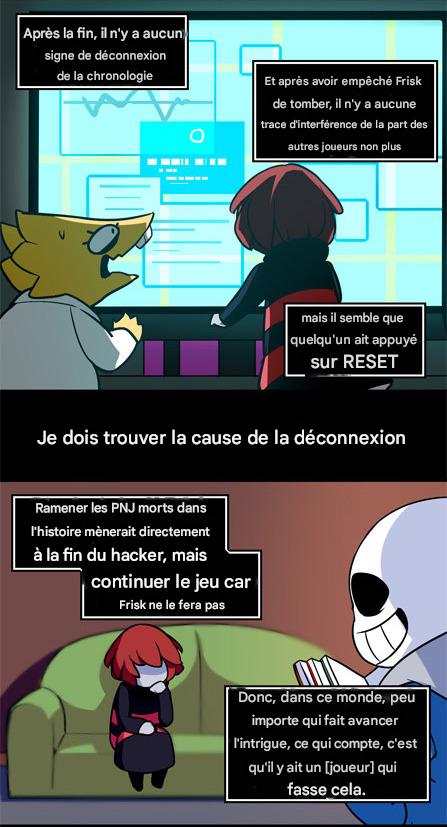 Après la fin, il n'y a aucun
signe de déconnexion
de la chronologie
Et après avoir empêché Frisk
de tomber, il n'y a aucune
trace d'interférence de la part des
autres joueurs non plus
mais il semble que
quelqu'un ait appuyé
sur RESET
Je dois trouver la cause de la déconnexion
Ramener les PNJ morts dans
l'histoire mènerait directement
à la fin du hacker, mais
continuer le jeu car
Frisk ne le fera pas
Donc, dans ce monde, peu
importe qui fait avancer
l'intrigue, ce qui compte, c'est
qu'il y ait un [joueur] qui
fasse cela.